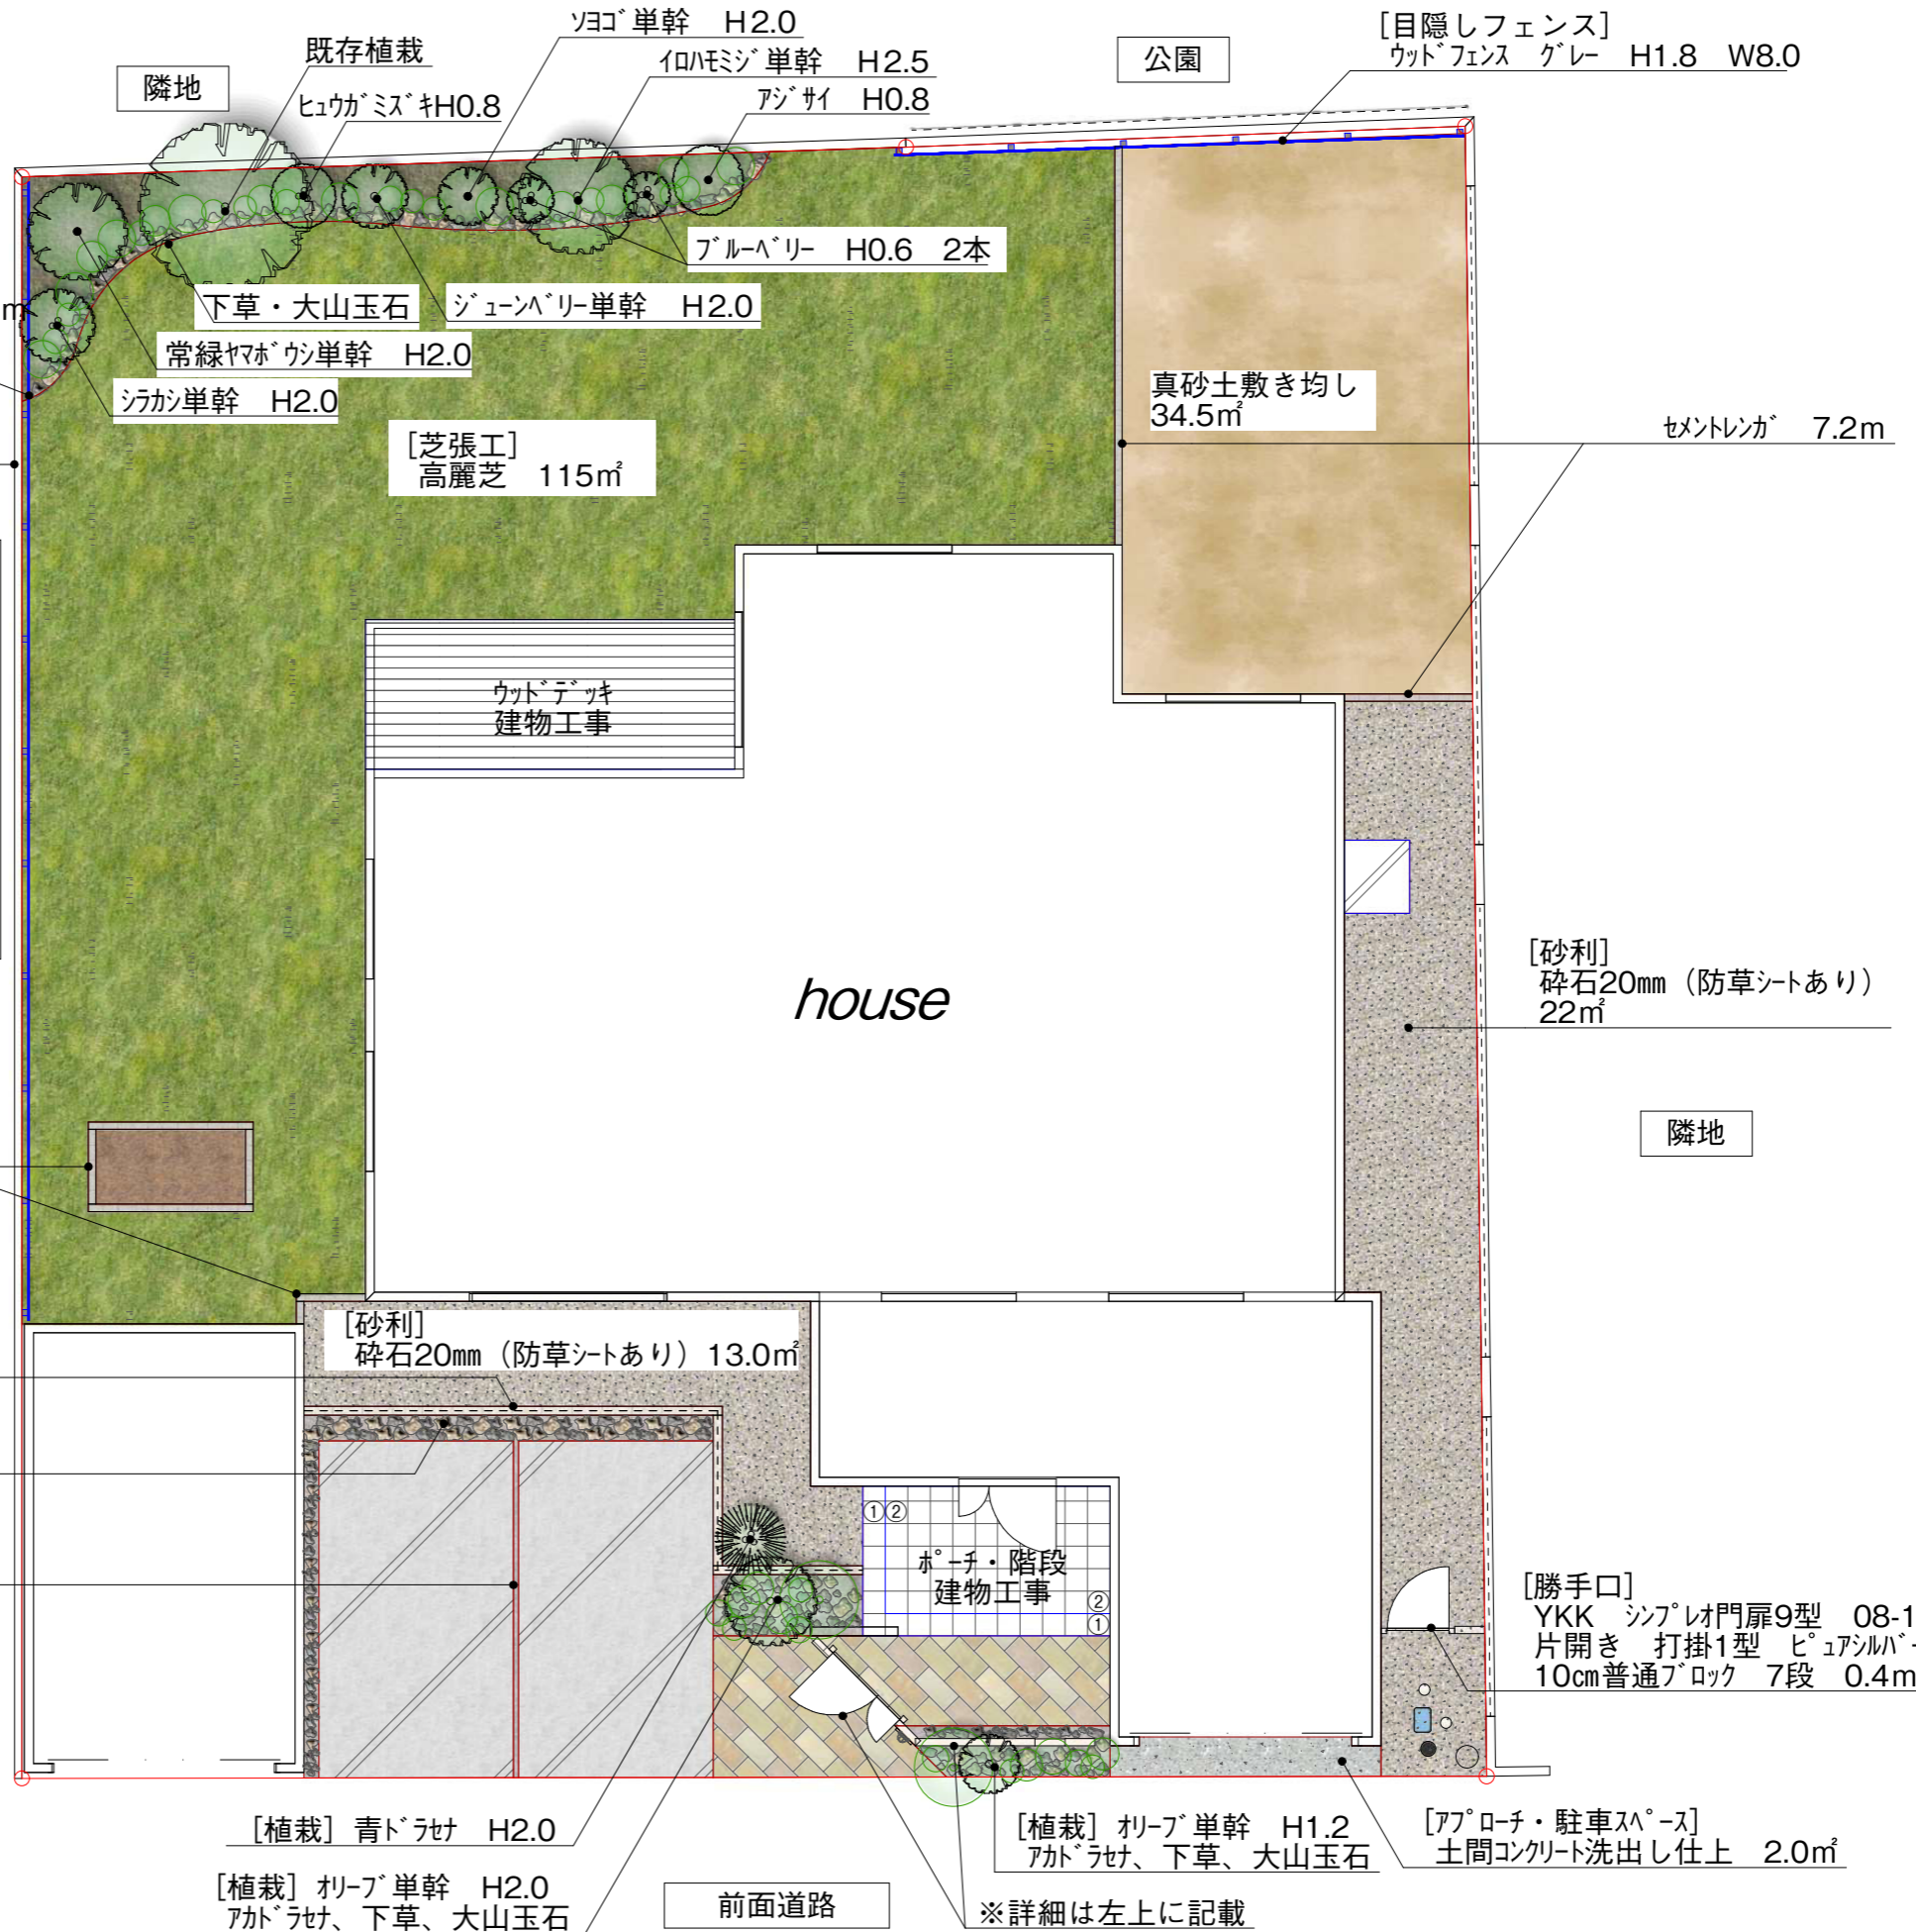 ソヨゴ単幹 H2.0
[目隠しフェンス]
ウッドフェンス グレー H1.8 W8.0
既存植栽
イロハモミジ単幹 H2.5
公園
隣地
ヒュウガミズキH0.8
アジサイ H0.8
ブルーベリー H0.6 2本
下草・大山玉石
ジューンベリー単幹 H2.0
m
常緑ヤマボウシ単幹 H2.0
シラカシ単幹 H2.0
真砂土敷き均し
34.5㎡
[芝張工]
高麗芝 115㎡
セメントレンガ 7.2m
ウッドデッキ
建物工事
house
[砂利]
砕石20㎜（防草シートあり）
22㎡
隣地
[砂利]
砕石20㎜（防草シートあり）13.0㎡
①②
ポーチ・階段
建物工事
②
①
[勝手口]
YKK シンプレオ門扉9型 08-1
片開き 打掛1型 ピュアシルバー
10cm普通ブロック 7段 0.4m
[植栽] 青ドラセナ H2.0
[植栽] オリーブ単幹 H1.2
アカドラセナ、下草、大山玉石
[アプローチ・駐車スペース]
土間コンクリート洗出し仕上 2.0㎡
[植栽] オリーブ単幹 H2.0
アカドラセナ、下草、大山玉石
前面道路
※詳細は左上に記載